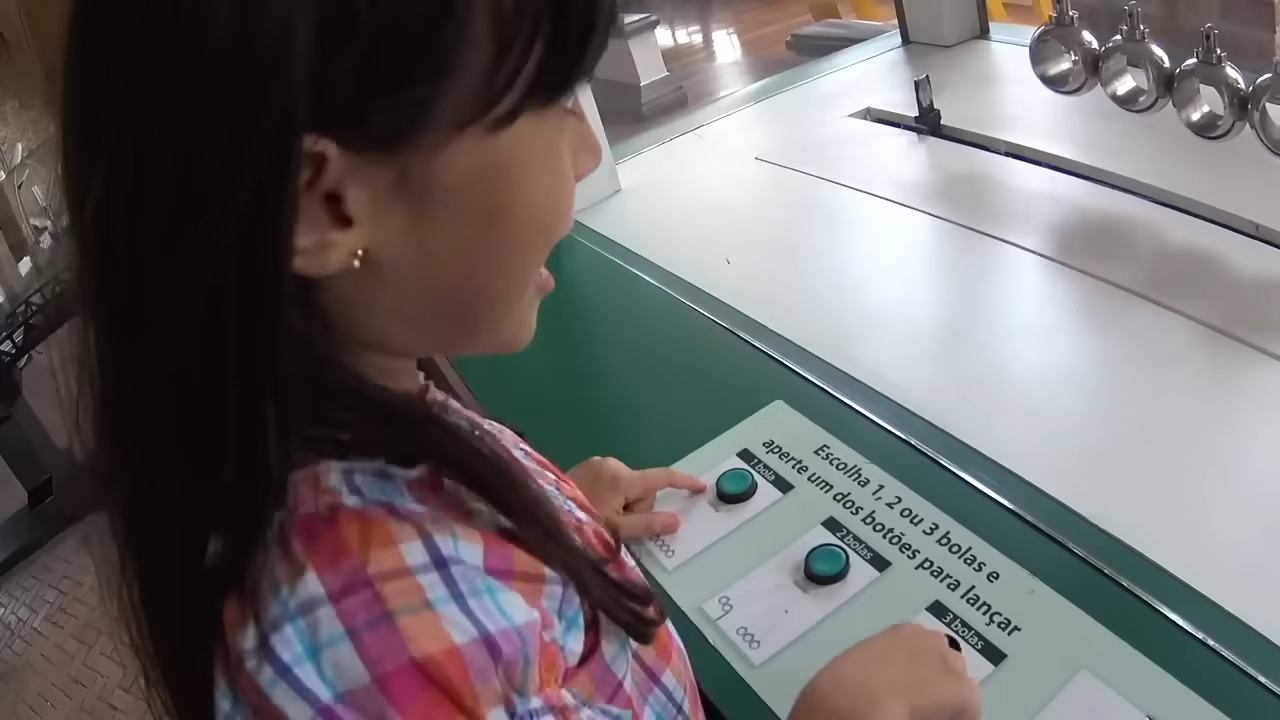 Escolha 1, 2 ou 3 bolas e
aperte um dos botões para lançar
1 bola
2 bolas
3 bolas